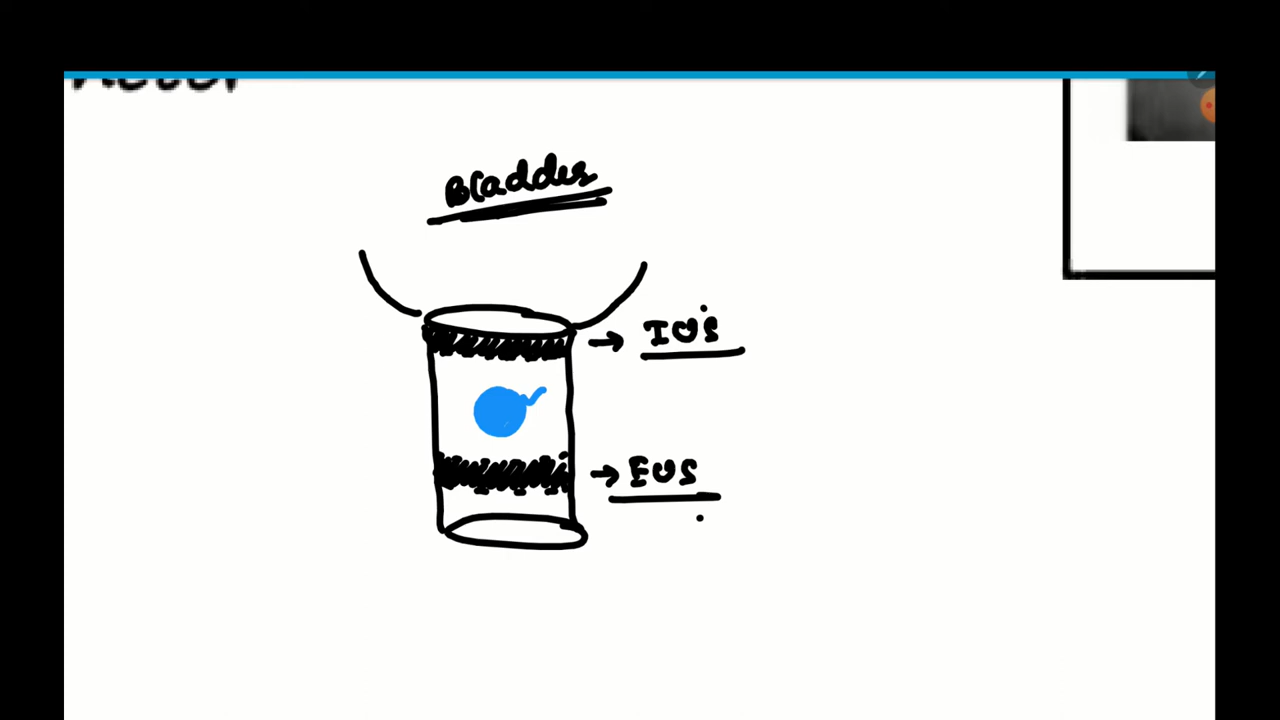 Bladder
→ IUS
→ EUS